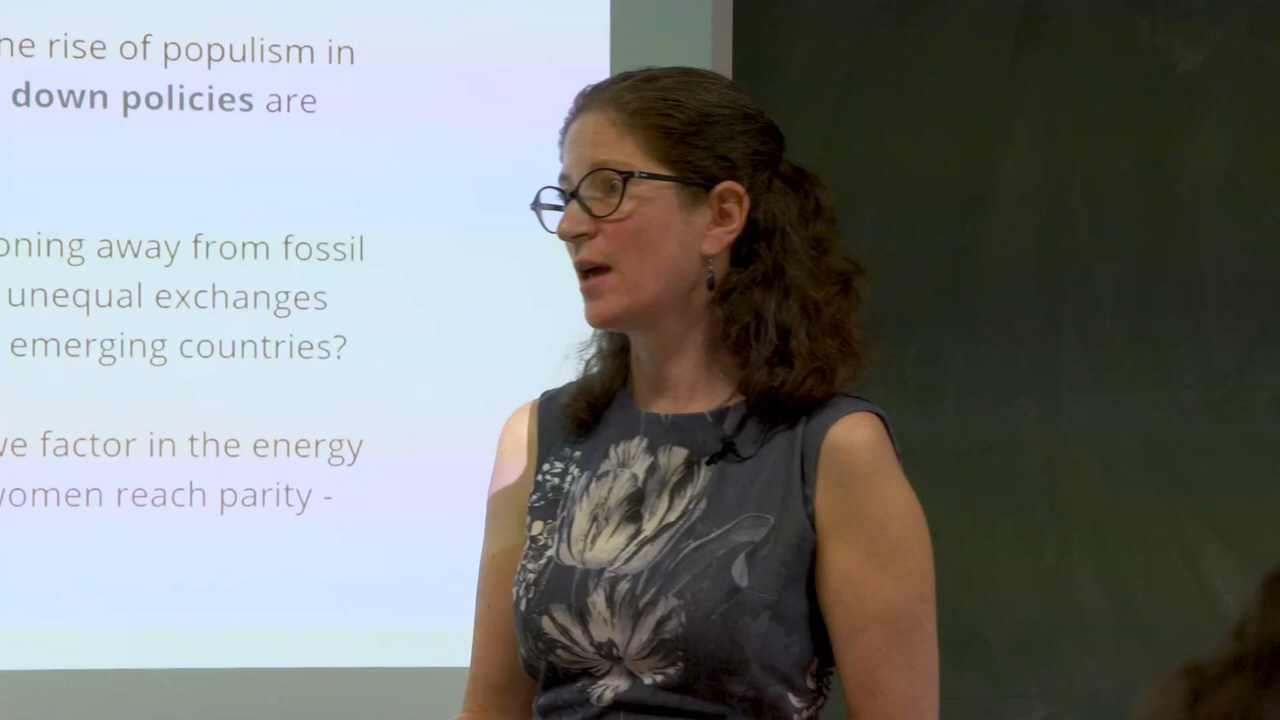 he rise of populism in
down policies are
oning away from fossil
unequal exchanges
emerging countries?
we factor in the energy
women reach parity -